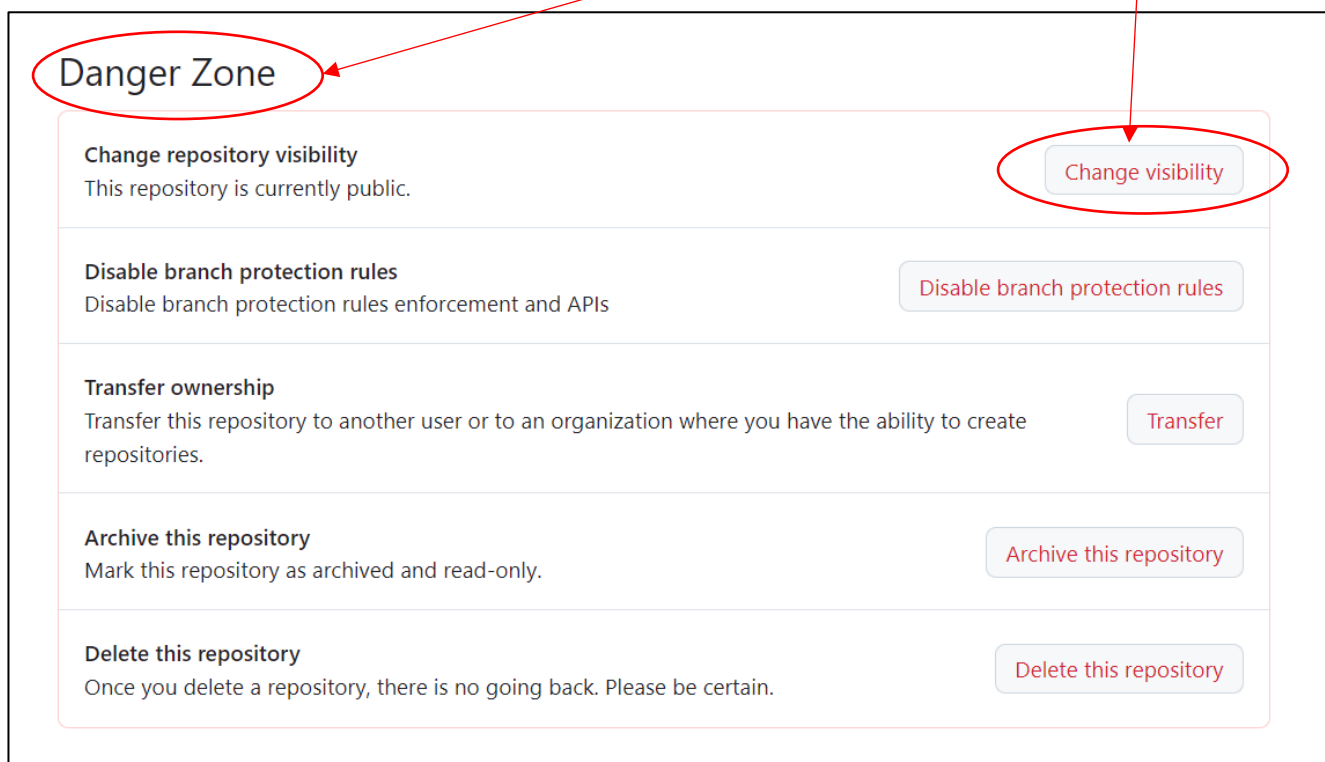 Danger Zone
Change repository visibility
This repository is currently public.
Change visibility
Disable branch protection rules
Disable branch protection rules enforcement and APIs
Disable branch protection rules
Transfer ownership
Transfer this repository to another user or to an organization where you have the ability to create
repositories.
Transfer
Archive this repository
Mark this repository as archived and read-only.
Archive this repository
Delete this repository
Once you delete a repository, there is no going back. Please be certain.
Delete this repository